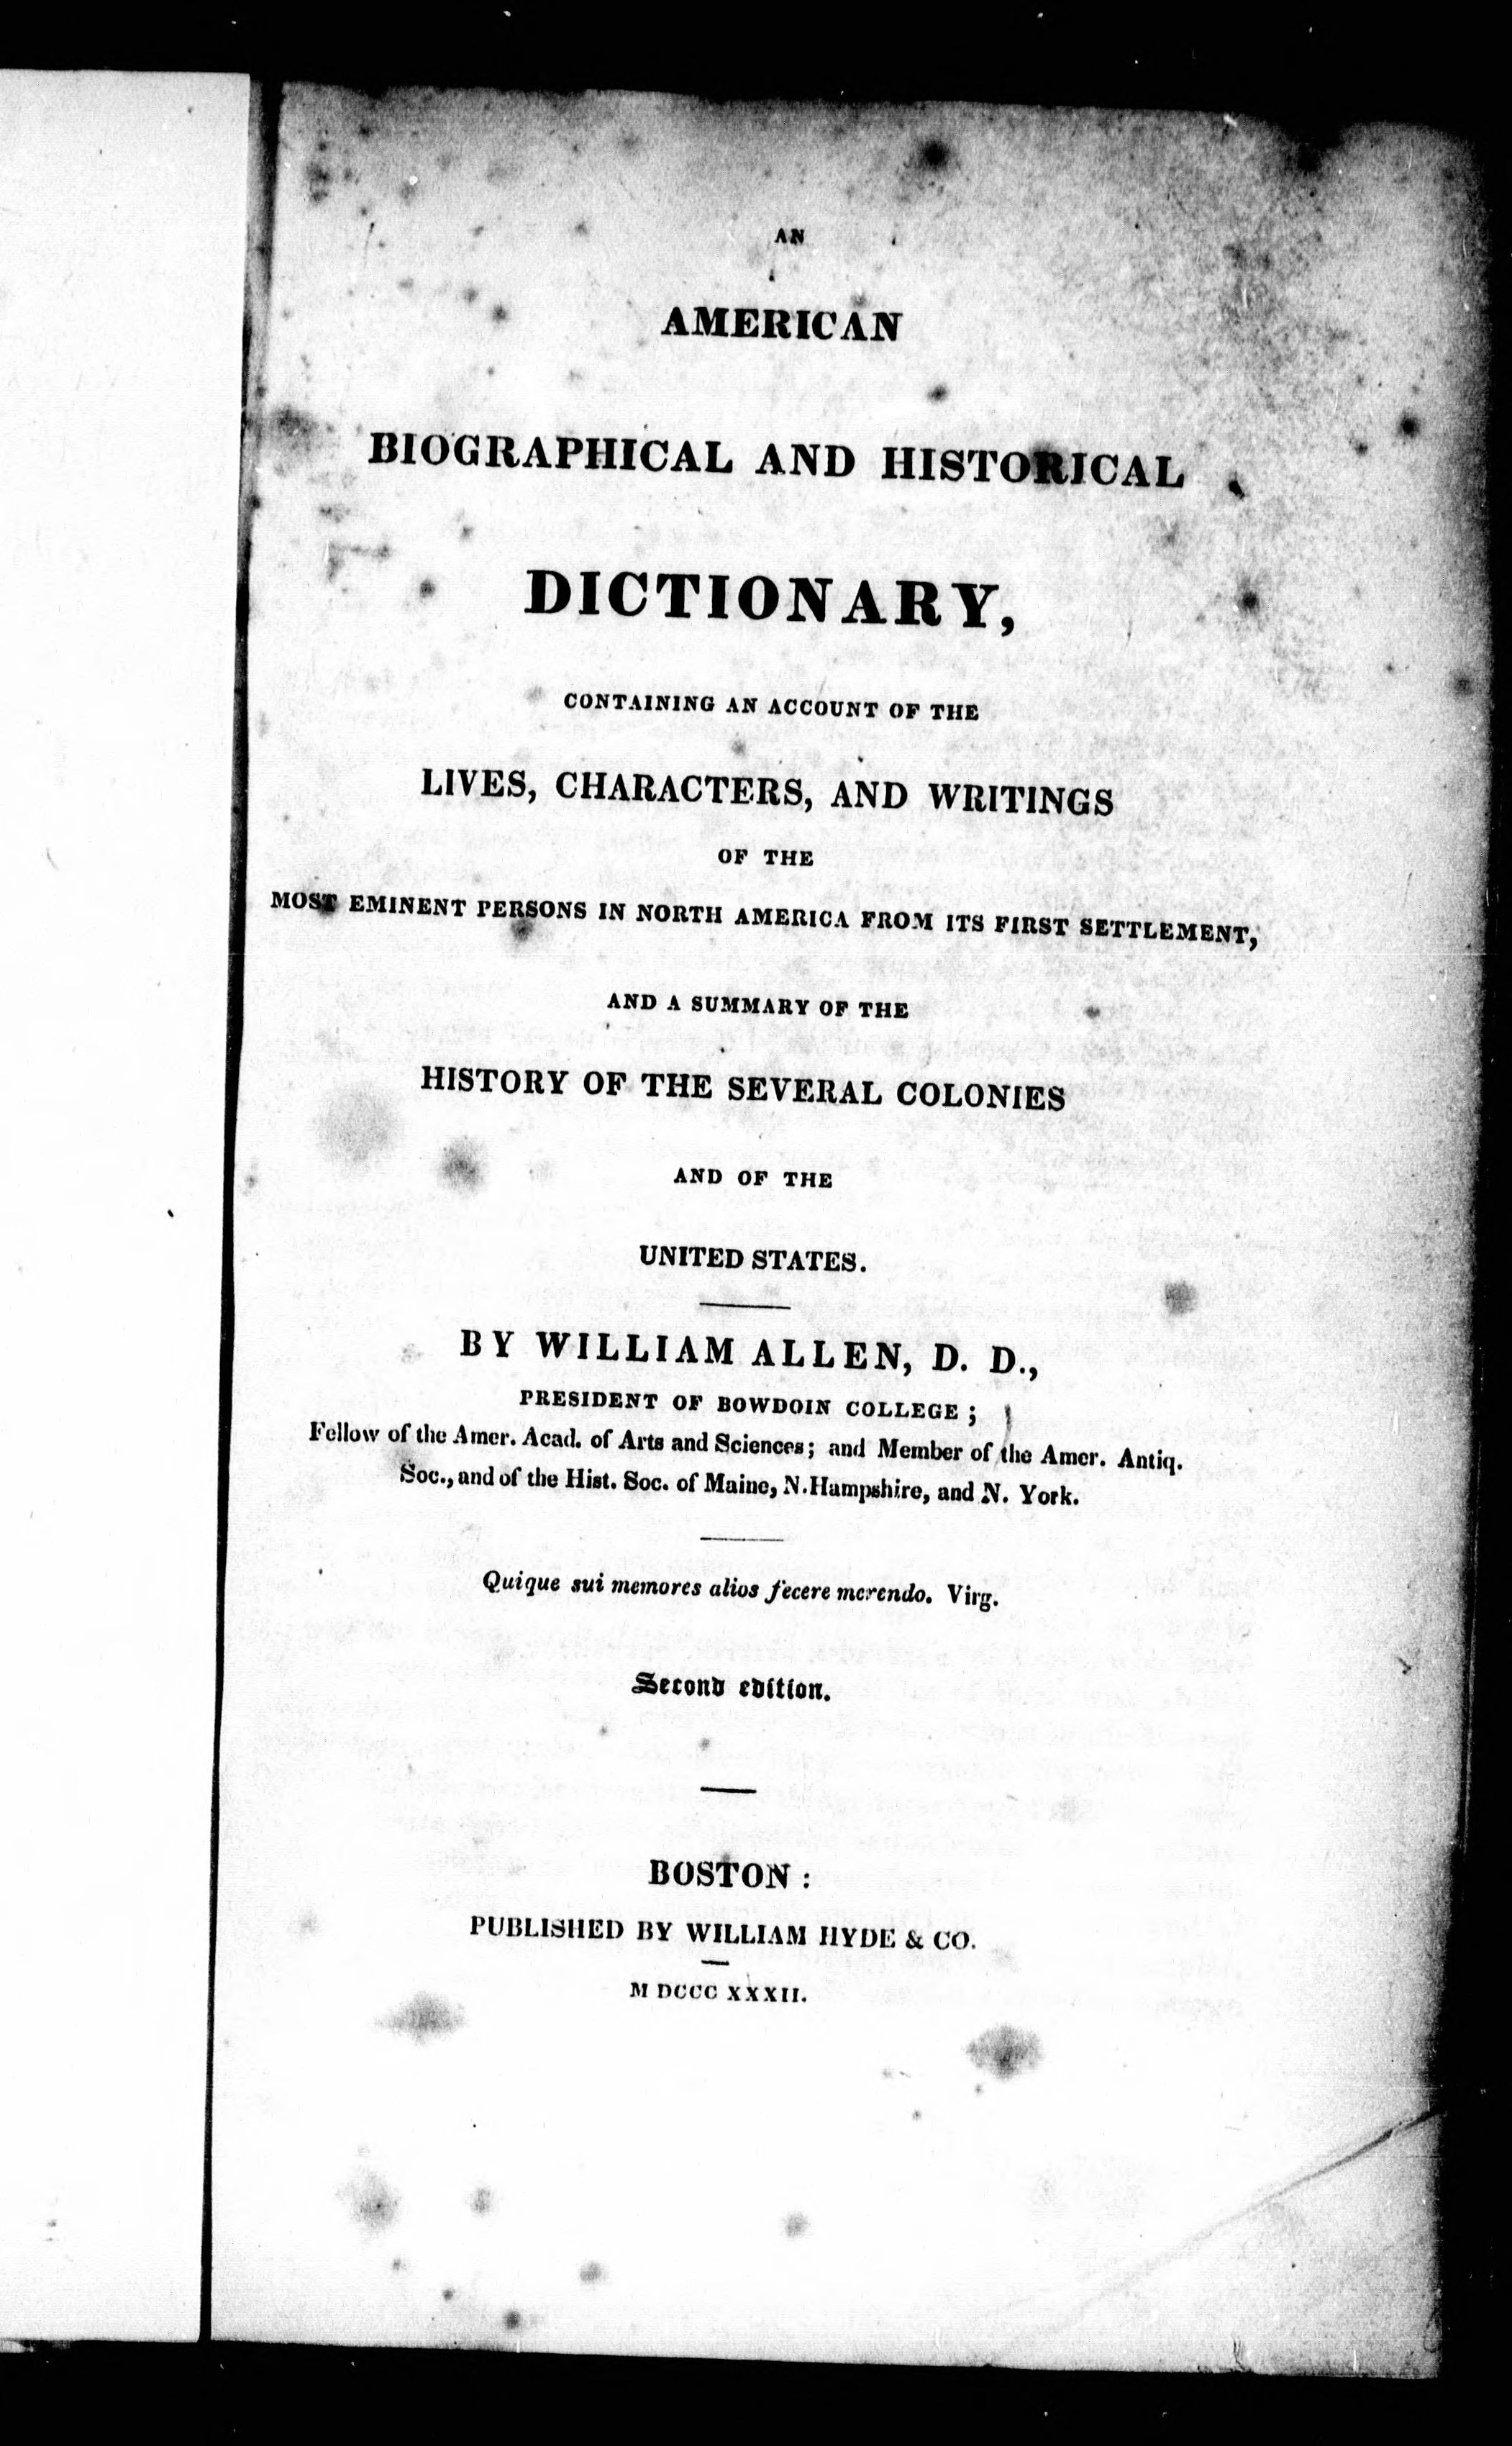 AN
AMERICAN
BIOGRAPHICAL AND HISTORICAL
DICTIONARY,
CONTAINING AN ACCOUNT OF THE
LIVES, CHARACTERS, AND WRITINGS
OF THE
MOST EMINENT PERSONS IN NORTH AMERICA FROM ITS FIRST SETTLEMENT,
AND A SUMMARY OF THE
HISTORY OF THE SEVERAL COLONIES
AND OF THE
UNITED STATES.
BY WILLIAM ALLEN, D. D.,
PRESIDENT OF BOWDOIN COLLEGE;
Fellow of the Amer. Acad. of Arts and Sciences; and Member of the Amer. Antiq.
Soc., and of the Hist. Soc. of Maine, N.Hampshire, and N. York.
Quique sui memores alios fecere merendo. Virg.
Second edition.
BOSTON:
PUBLISHED BY WILLIAM HYDE & CO.
M DCCC XXXII.